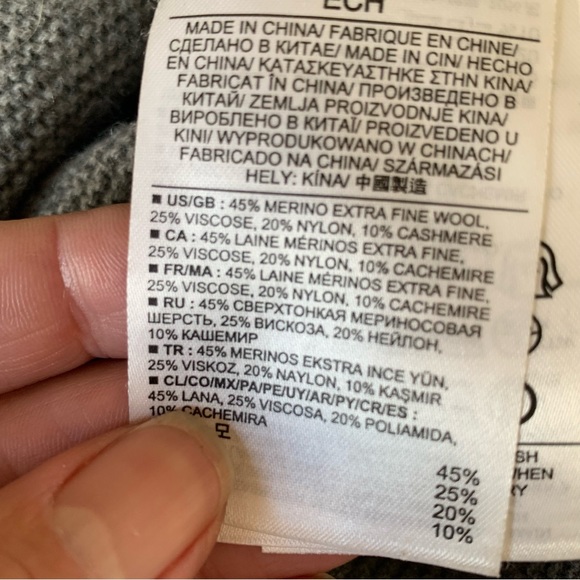 ECH
MADE IN CHINA/ FABRIQUE EN CHINE/
СДЕЛАНО В КИТАЕ/ MADE IN CIN/ HECHO
EN CHINA/ ΚΑΤΑΣΚΕΥΑΣΤΗΚΕ ΣΤΗΝ ΚΙΝΑ/
FABRICAT ÎN CHINA/ ПРОИЗВЕДЕНО В
КИТАЙ/ ZEMLJA PROIZVODNJE KINA/
ВИРОБЛЕНО В КИТАЇ/ PROIZVEDENO U
KINI/ WYPRODUKOWANO W CHINACH/
FABRICADO NA CHINA/ SZÁRMAZÁSI
HELY: KÍNA/ 中國製造
■ US/GB : 45% MERINO EXTRA FINE WOOL,
25% VISCOSE, 20% NYLON, 10% CASHMERE
■ CA : 45% LAINE MÉRINOS EXTRA FINE,
25% VISCOSE, 20% NYLON, 10% CACHEMIRE
■ FR/MA : 45% LAINE MÉRINOS EXTRA FINE,
25% VISCOSE, 20% NYLON, 10% CACHEMIRE
■ RU : 45% СВЕРХТОНКАЯ МЕРИНОСОВАЯ
ШЕРСТЬ, 25% ВИСКОЗА, 20% НЕЙЛОН,
10% КАШЕМИР
■ TR : 45% MERINOS EKSTRA INCE YÜN,
25% VISKOZ, 20% NAYLON, 10% KAŞMIR
■ CL/CO/MX/PA/PE/UY/AR/PY/CR/ES :
45% LANA, 25% VISCOSA, 20% POLIAMIDA,
10% CACHEMIRA
모
45%
25%
20%
10%
SH
WHEN
RY